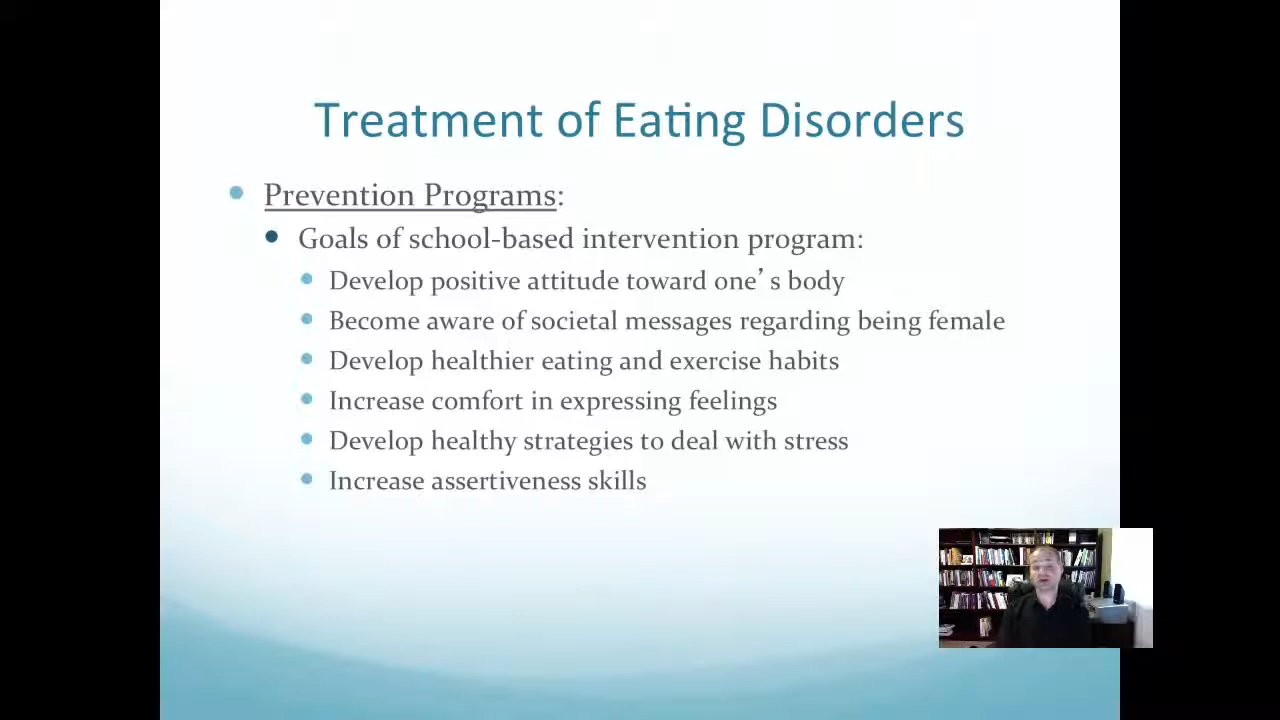 Treatment of Eating Disorders
Prevention Programs:
Goals of school-based intervention program:
Develop positive attitude toward one’s body
Become aware of societal messages regarding being female
Develop healthier eating and exercise habits
Increase comfort in expressing feelings
Develop healthy strategies to deal with stress
Increase assertiveness skills